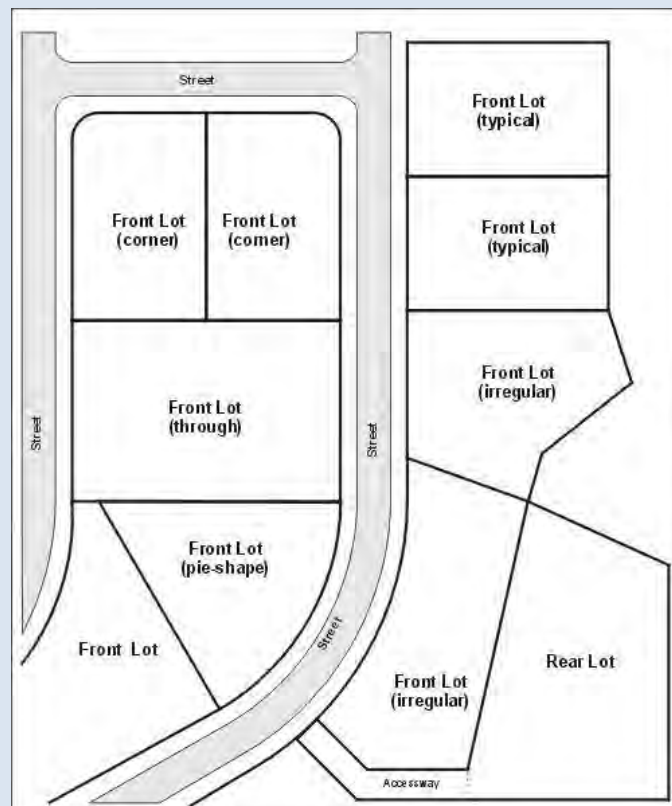 Street
Front Lot
(typical)
Front Lot
(corner)
Front Lot
(corner)
Front Lot
(typical)
Front Lot
(irregular)
Front Lot
(through)
Street
Street
Front Lot
(pie-shape)
Front Lot
Street
Rear Lot
Front Lot
(irregular)
Accessway